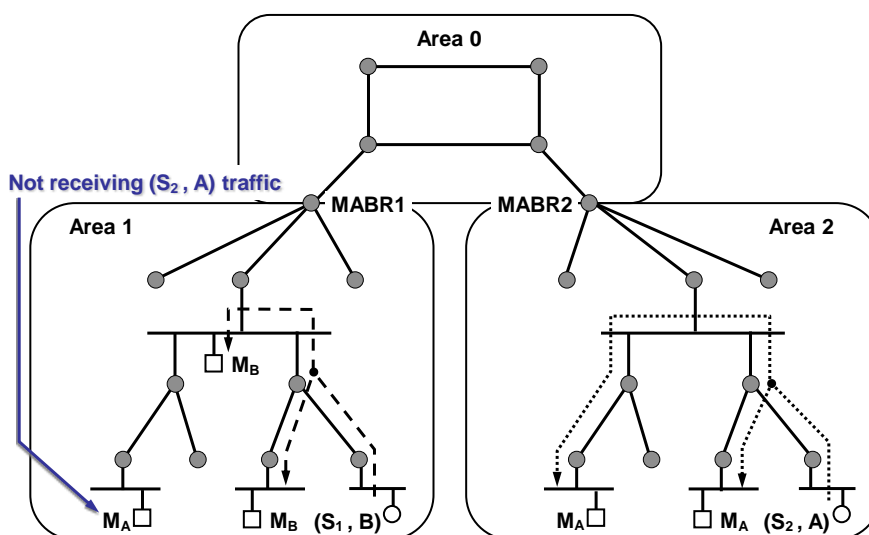 Area 0
Not receiving (S₂ , A) traffic
MABR1 MABR2
Area 1 Area 2
M_B
M_A M_B (S₁ , B) M_A M_A (S₂ , A)